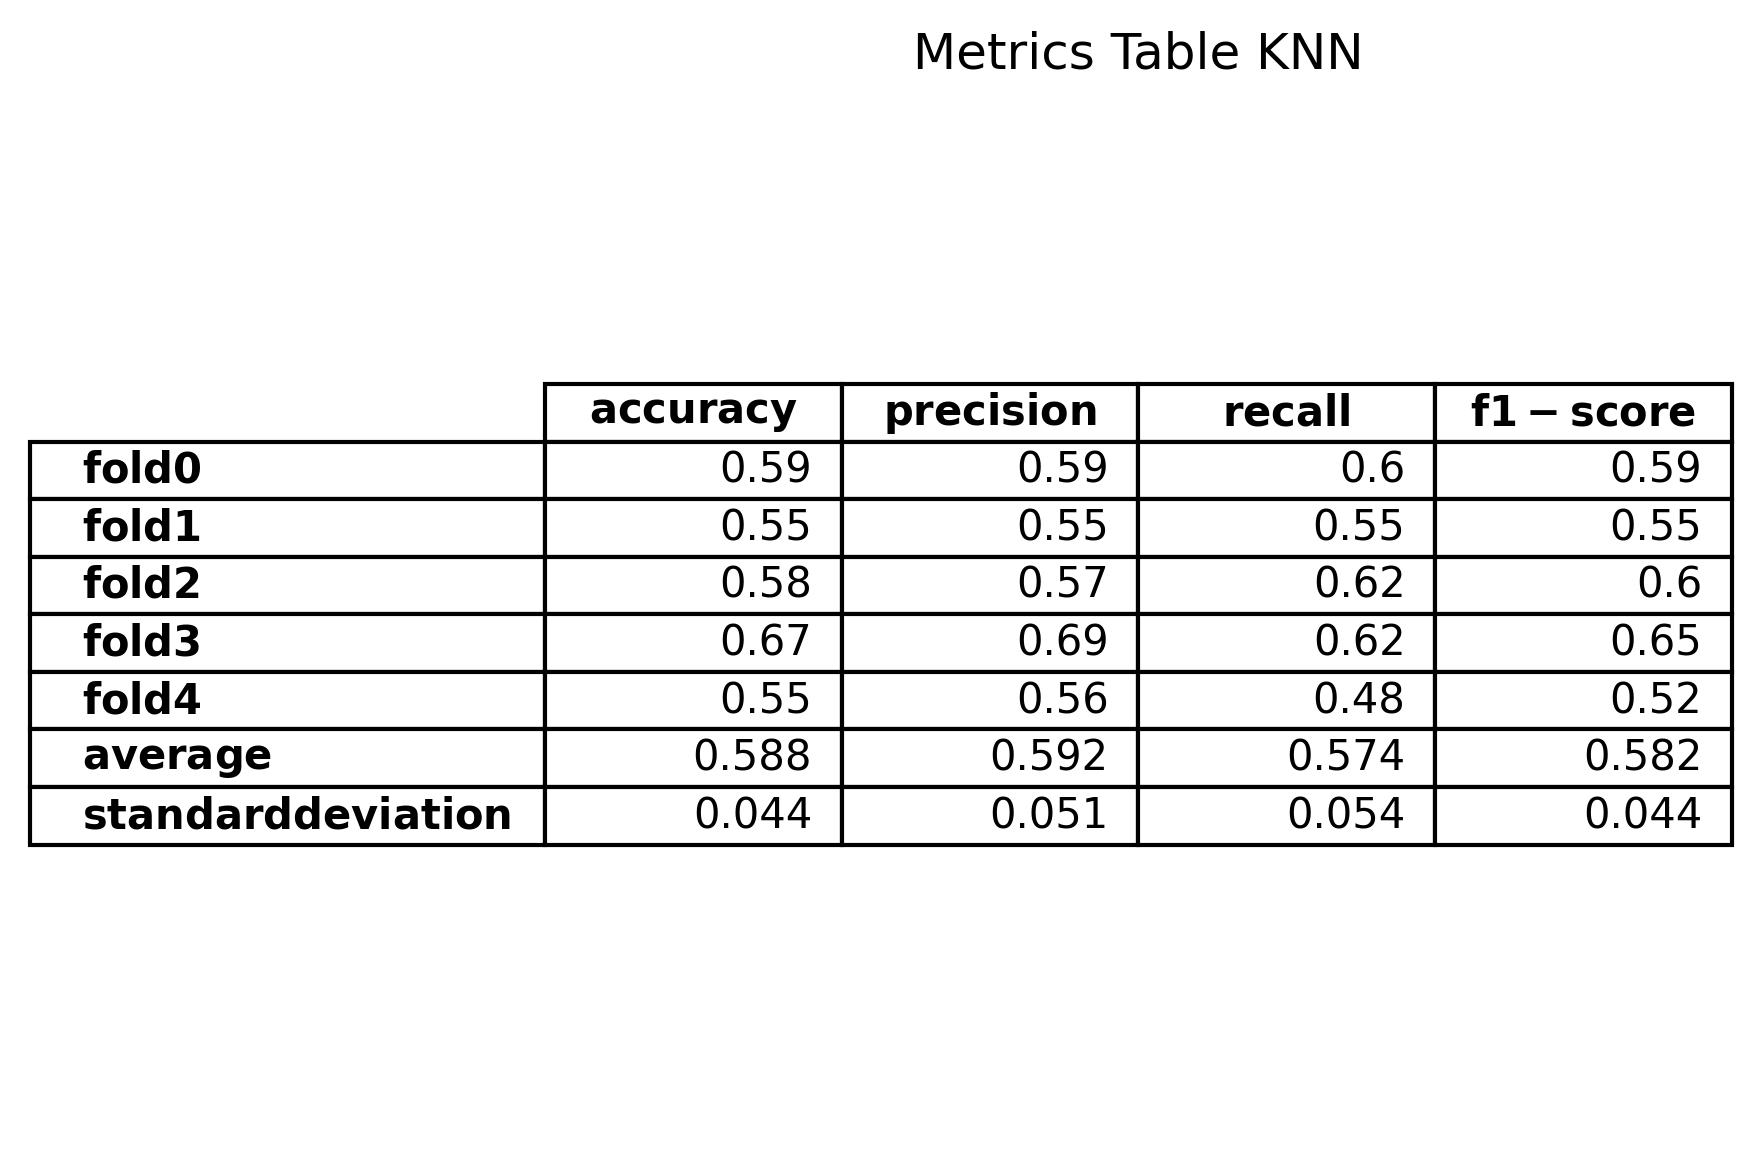 Metrics Table KNN
accuracy precision recall f1 − score
fold0 0.59 0.59 0.6 0.59
fold1 0.55 0.55 0.55 0.55
fold2 0.58 0.57 0.62 0.6
fold3 0.67 0.69 0.62 0.65
fold4 0.55 0.56 0.48 0.52
average 0.588 0.592 0.574 0.582
standarddeviation 0.044 0.051 0.054 0.044